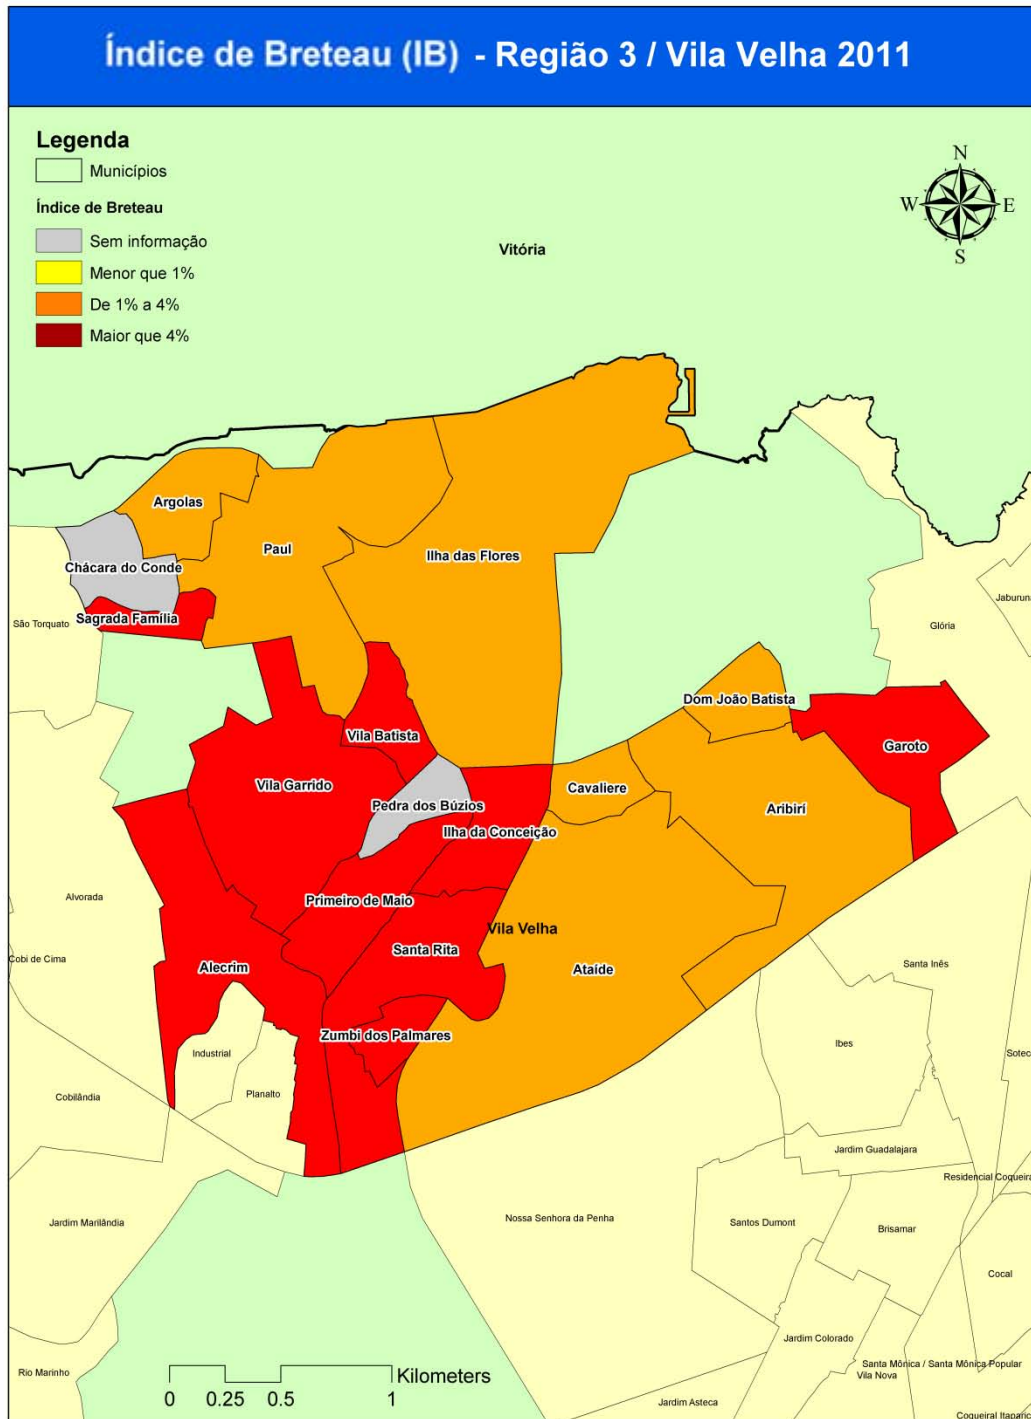 Índice de Breteau (IB) - Região 3 / Vila Velha 2011
Legenda
Municípios
Índice de Breteau
Sem informação
Menor que 1%
De 1% a 4%
Maior que 4%
N
W
E
S
Vitória
Argolas
Paul
Ilha das Flores
Chácara do Conde
Sagrada Família
São Torquato
Jaburuna
Glória
Dom João Batista
Garoto
Vila Batista
Vila Garrido
Pedra dos Búzios
Cavaliere
Aribirí
Ilha da Conceição
Alvorada
Primeiro de Maio
Vila Velha
Santa Rita
Ataíde
Cobi de Cima
Alecrim
Santa Inês
Zumbi dos Palmares
Industrial
Ibes
Soteco
Planalto
Cobilândia
Jardim Guadalajara
Residencial Coqueira
Jardim Marilândia
Nossa Senhora da Penha
Santos Dumont
Brisamar
Cocal
Jardim Colorado
Rio Marinho
Santa Mônica / Santa Mônica Popular
Vila Nova
Kilometers
0 0.25 0.5 1
Jardim Asteca
Coqueiral Itaparic